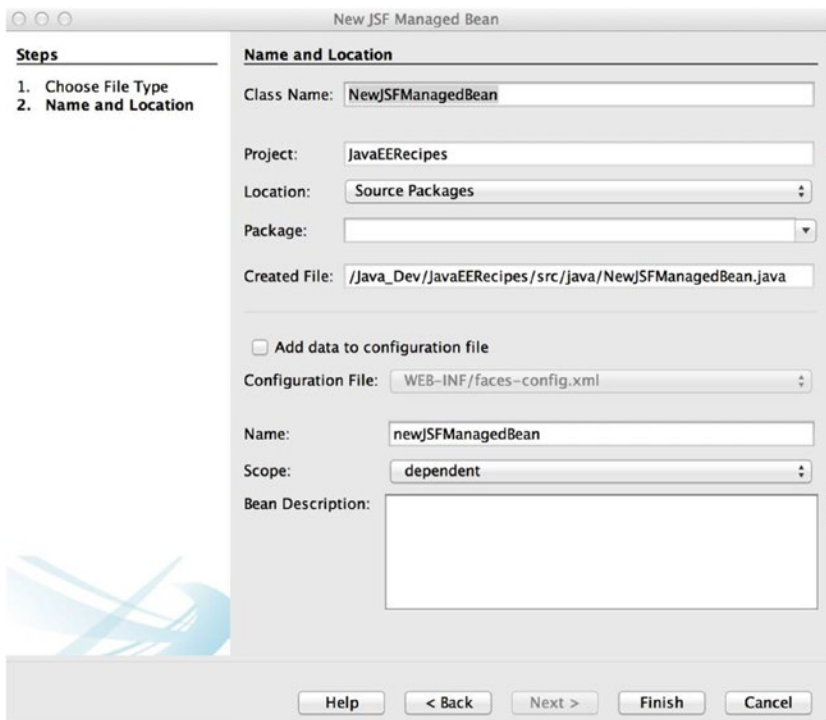 New JSF Managed Bean
Steps
1. Choose File Type
2. Name and Location
Name and Location
Class Name: NewJSFManagedBean
Project: JavaEERecipes
Location: Source Packages
Package:
Created File: /Java_Dev/JavaEERecipes/src/java/NewJSFManagedBean.java
Add data to configuration file
Configuration File: WEB-INF/faces-config.xml
Name: newJSFManagedBean
Scope: dependent
Bean Description:
Help < Back Next > Finish Cancel